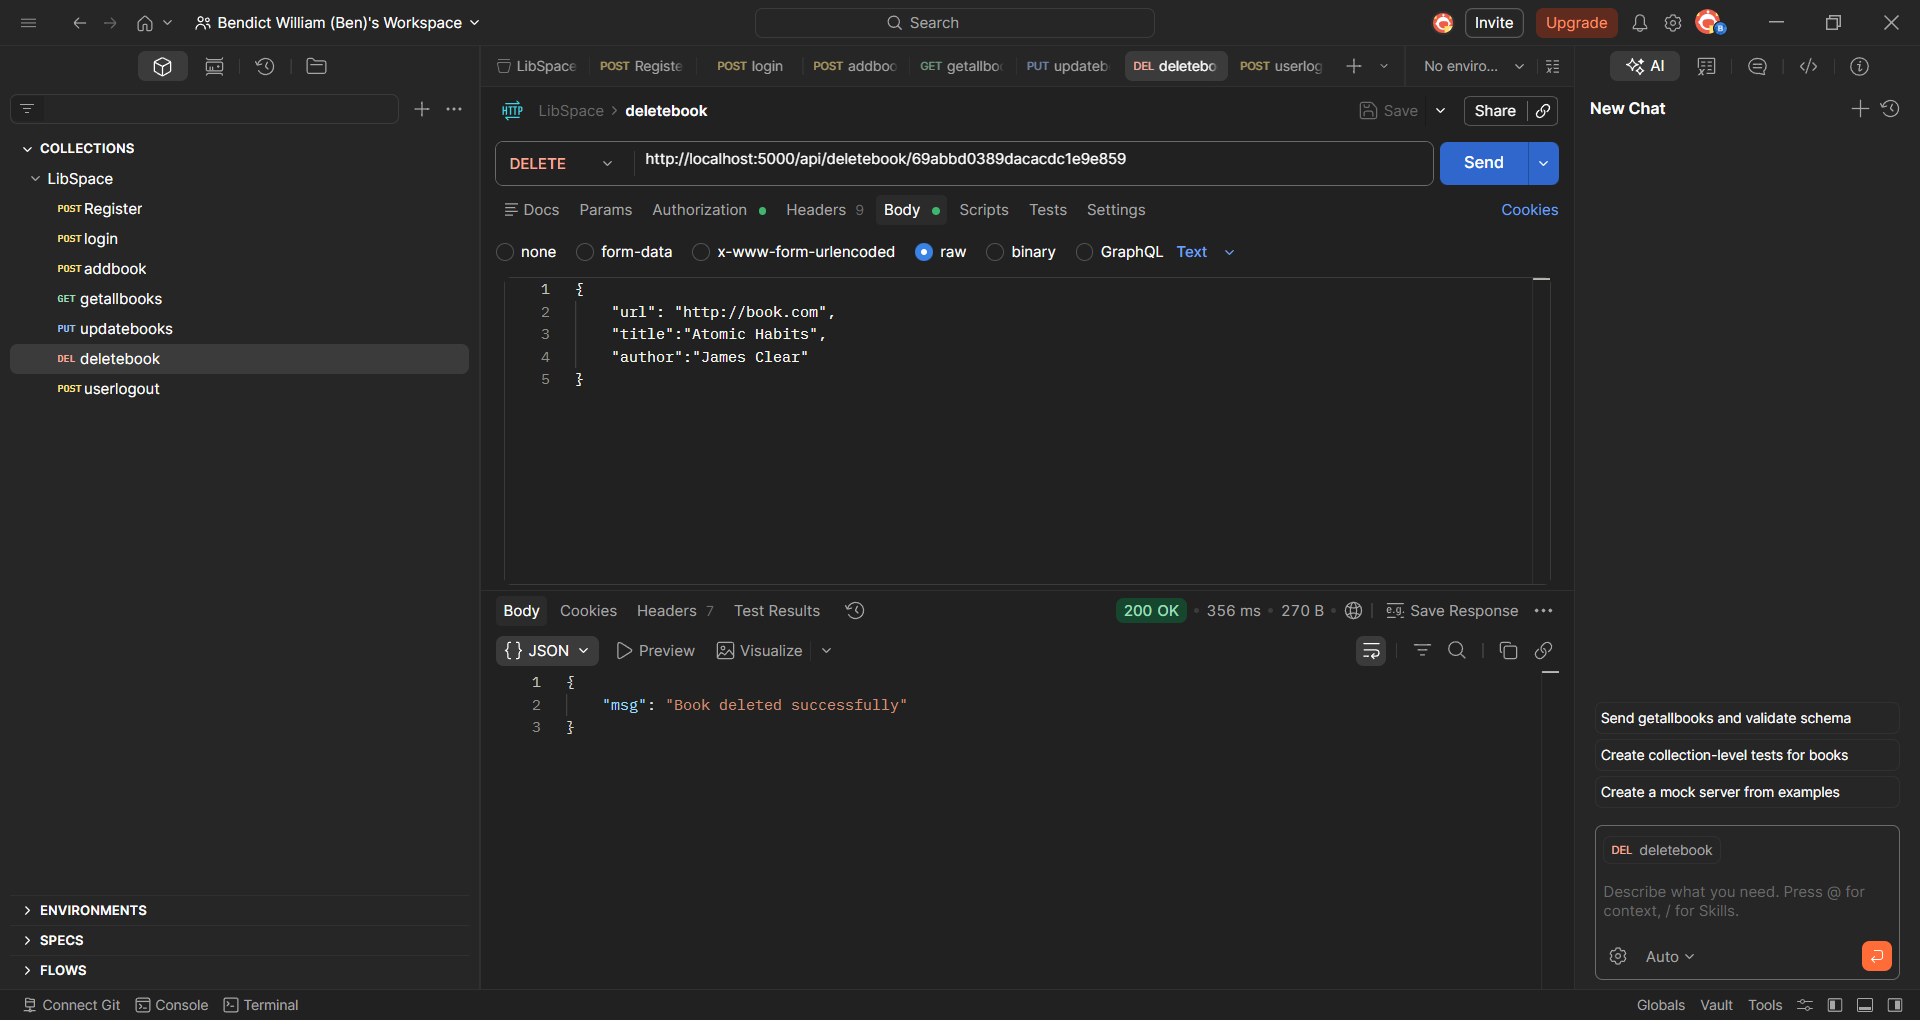 Bendict William (Ben)'s Workspace
Search
Invite
Upgrade
LibSpace
POST Registe
POST login
POST addboo
GET getallbo
PUT updateb
DEL deletebo
POST userlog
No enviro...
AI
LibSpace > deletebook
Save
Share
New Chat
COLLECTIONS
LibSpace
POST Register
POST login
POST addbook
GET getallbooks
PUT updatebooks
DEL deletebook
POST userlogout
HTTP
DELETE
http://localhost:5000/api/deletebook/69abbd0389dacacdc1e9e859
Send
Docs
Params
Authorization
Headers 9
Body
Scripts
Tests
Settings
Cookies
none
form-data
x-www-form-urlencoded
raw
binary
GraphQL
Text
1 {
2 "url": "http://book.com",
3 "title":"Atomic Habits",
4 "author":"James Clear"
5 }
Body
Cookies
Headers 7
Test Results
200 OK
356 ms
270 B
e.g. Save Response
{} JSON
Preview
Visualize
1 {
2 "msg": "Book deleted successfully"
3 }
Send getallbooks and validate schema
Create collection-level tests for books
Create a mock server from examples
DEL deletebook
Describe what you need. Press @ for
context, / for Skills.
Auto
ENVIRONMENTS
SPECS
FLOWS
Connect Git
Console
Terminal
Globals
Vault
Tools